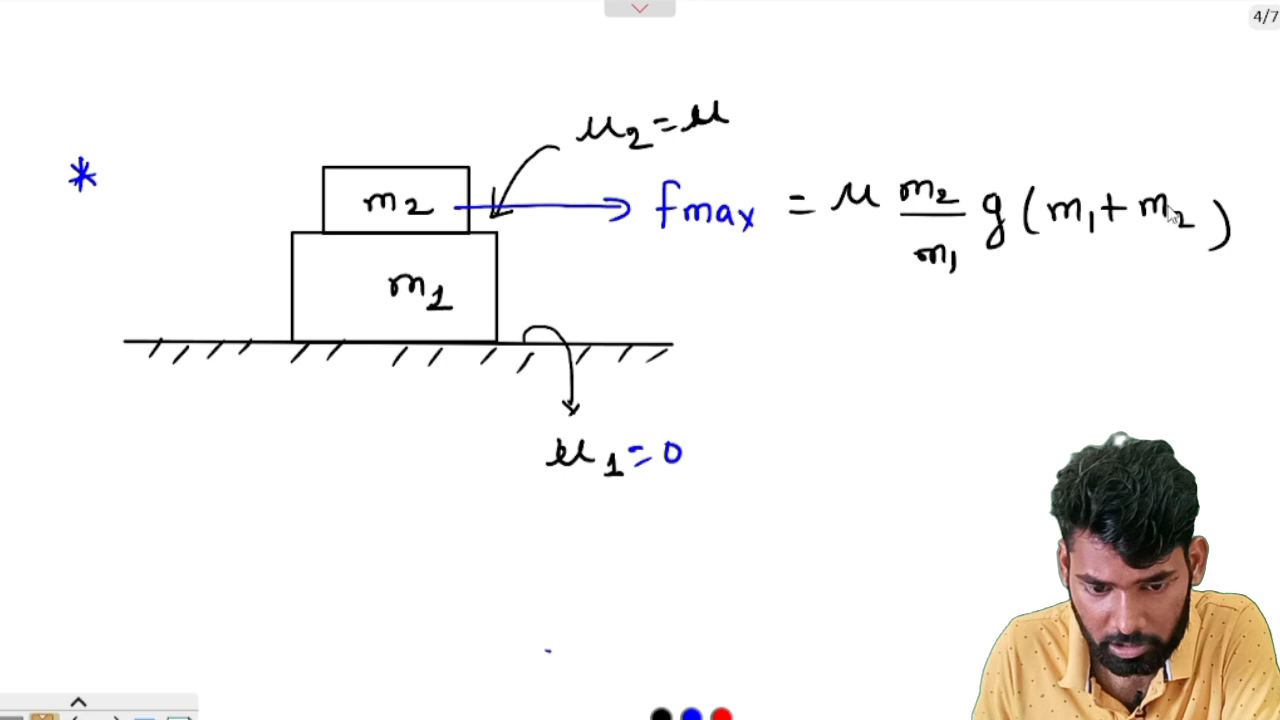 4/7
μ₂ = μ
*
m₂
fmax = μ m₂/m₁ g (m₁ + m₂)
m₁
μ₁ = 0